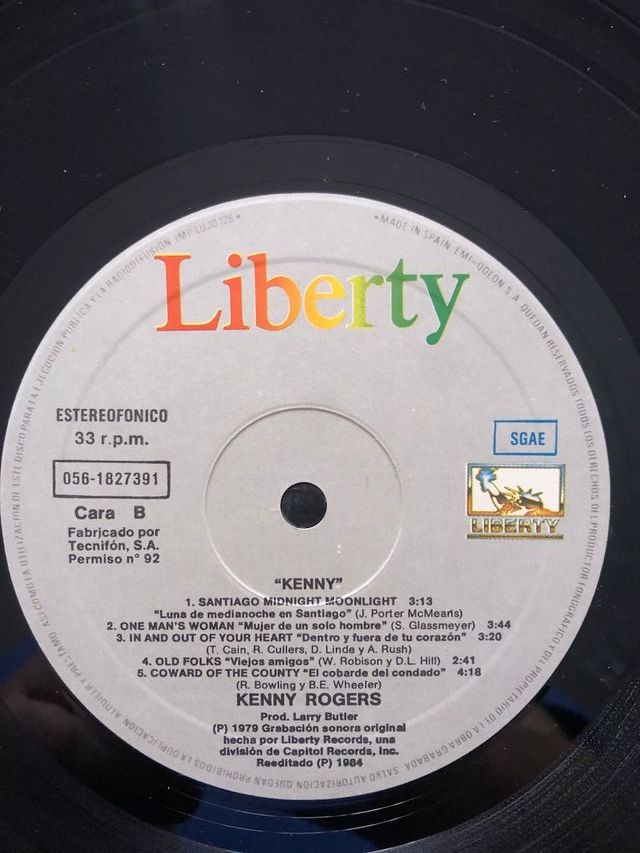 Liberty
ESTEREOFONICO
33 r.p.m.
056-1827391
Cara B
Fabricado por
Tecnifón, S.A.
Permiso n° 92
SGAE
LIBERTY
"KENNY"
1. SANTIAGO MIDNIGHT MOONLIGHT 3:13
"Luna de medianoche en Santiago" (J. Porter McMeans)
2. ONE MAN'S WOMAN "Mujer de un solo hombre" (S. Glassmeyer) 3:44
3. IN AND OUT OF YOUR HEART "Dentro y fuera de tu corazón" 3:20
(T. Cain, R. Cullers, D. Linde y A. Rush)
4. OLD FOLKS "Viejos amigos" (W. Robison y D.L. Hill) 2:41
5. COWARD OF THE COUNTY "El cobarde del condado" 4:18
(R. Bowling y B.E. Wheeler)
KENNY ROGERS
Prod. Larry Butler
(P) 1979 Grabación sonora original
hecha por Liberty Records, una
división de Capitol Records, Inc.
Reeditado (P) 1984
•MADE IN SPAIN EMI-ODEON S A QUEDAN RESERVADOS TODOS LOS DERECHOS DEL PRODUCTOR FONOGRAFICO Y DEL PROPIETARIO DE LA OBRA GRABADA. SALVO AUTORIZACION QUEDAN PROHIBIDOS LA DUPLICACION ALQUILER Y PRESTAMO ASI COMO LA UTILIZACION DE ESTE DISCO PARA LA EJECUCION PUBLICA Y LA RADIODIFUSION